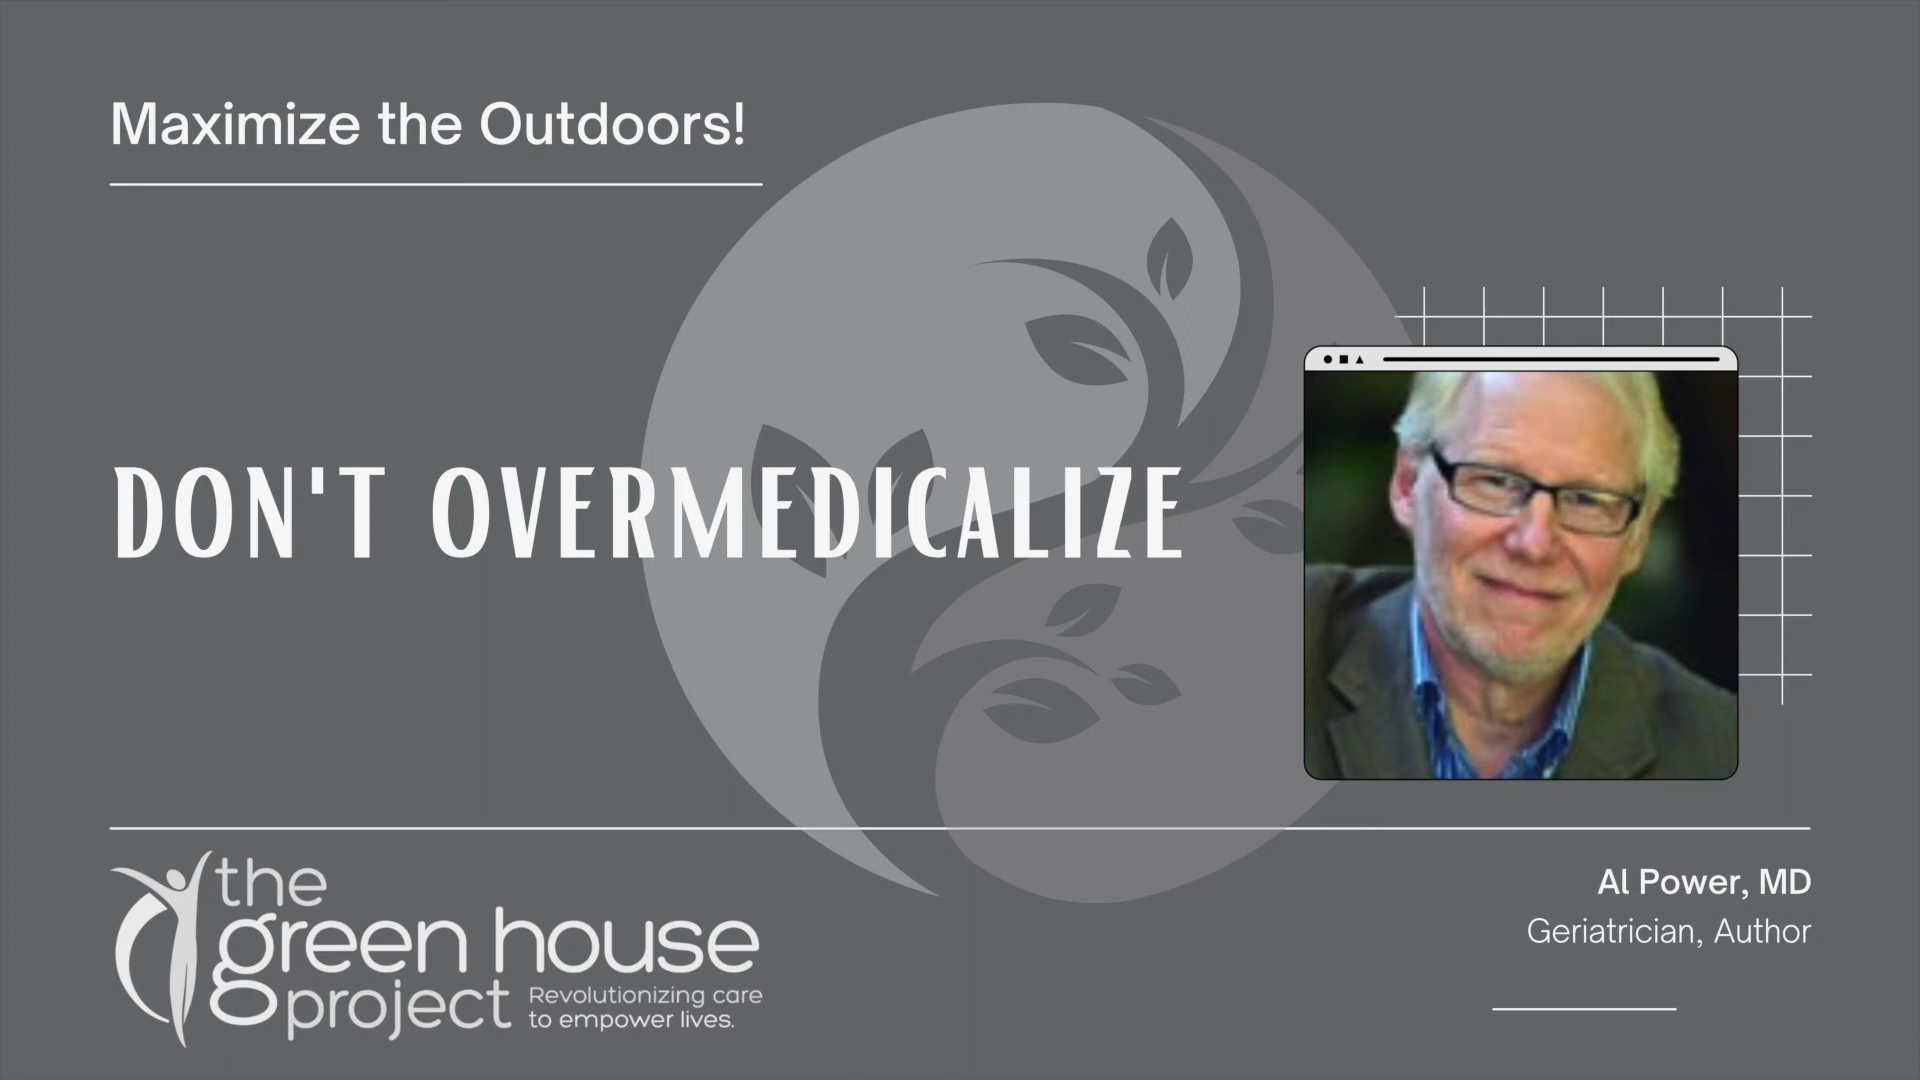 Maximize the Outdoors!
DON'T OVERMEDICALIZE
the
green house
project
Revolutionizing care
to empower lives.
Al Power, MD
Geriatrician, Author